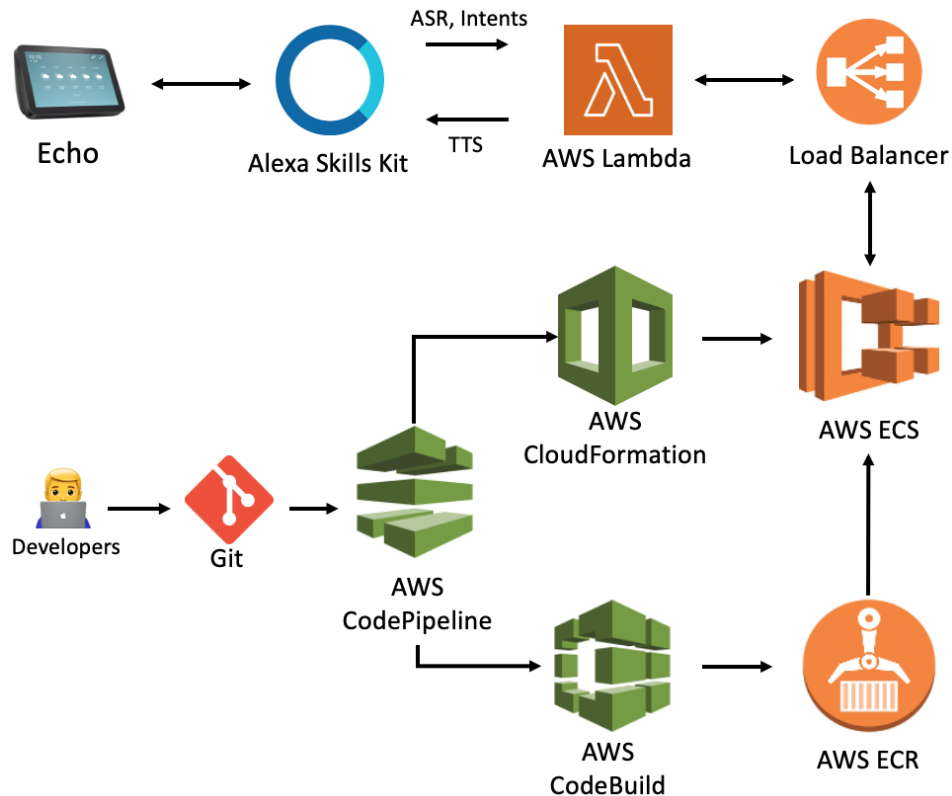 ASR, Intents
TTS
Echo
Alexa Skills Kit
AWS Lambda
Load Balancer
AWS
CloudFormation
AWS ECS
Developers
Git
AWS
CodePipeline
AWS
CodeBuild
AWS ECR